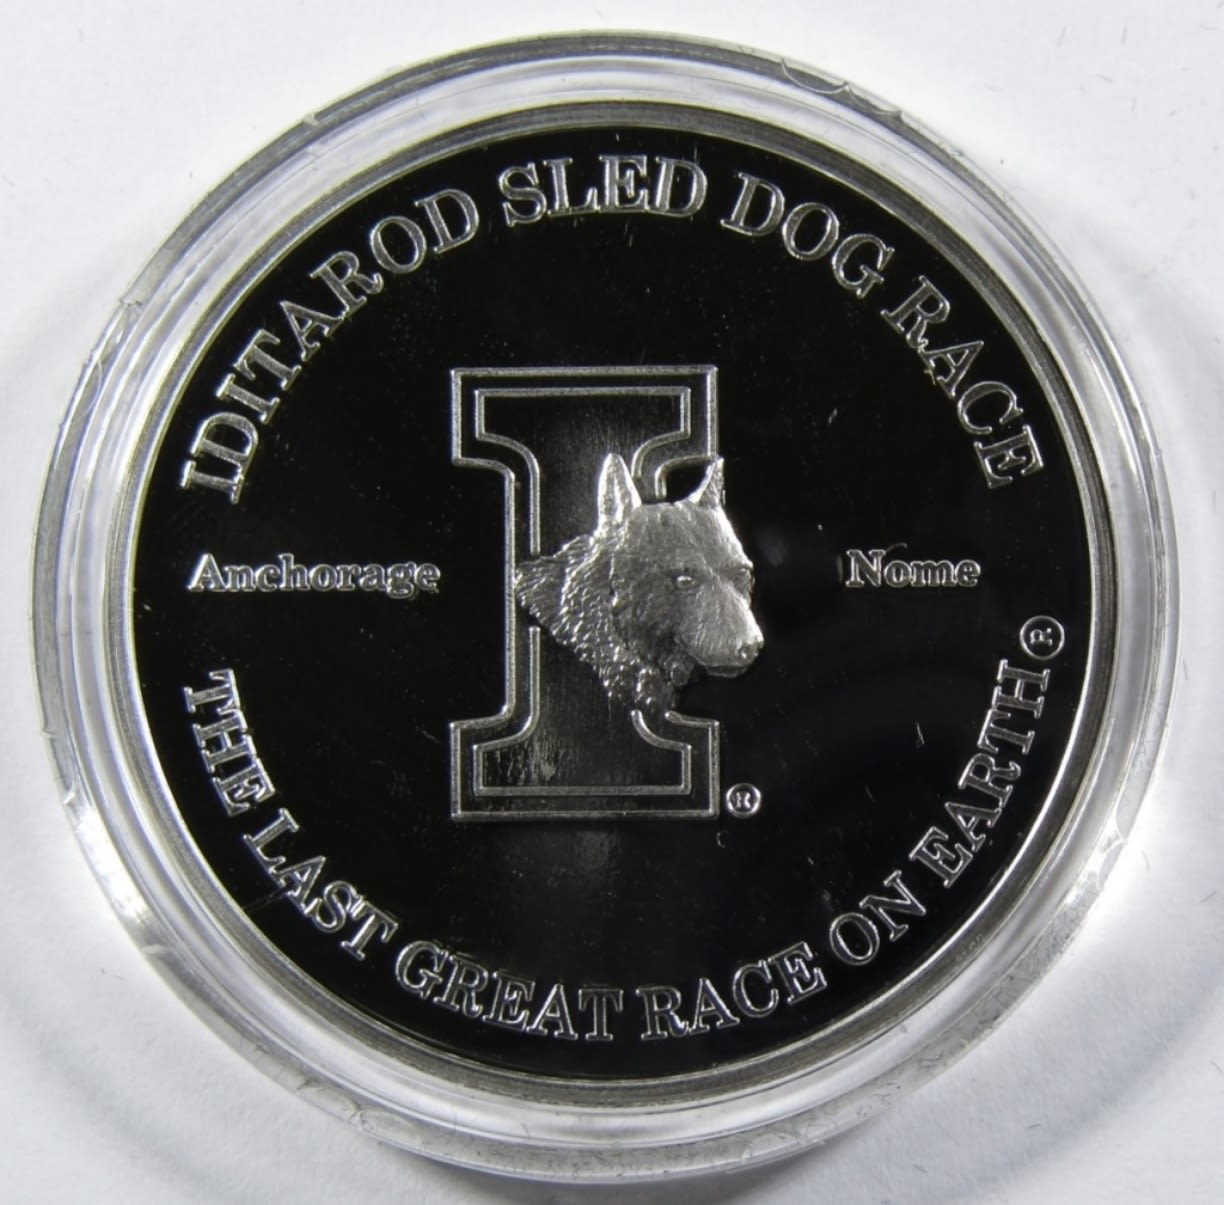 IDITAROD SLED DOG RACE
I
Anchorage
Nome
®
THE LAST GREAT RACE ON EARTH®